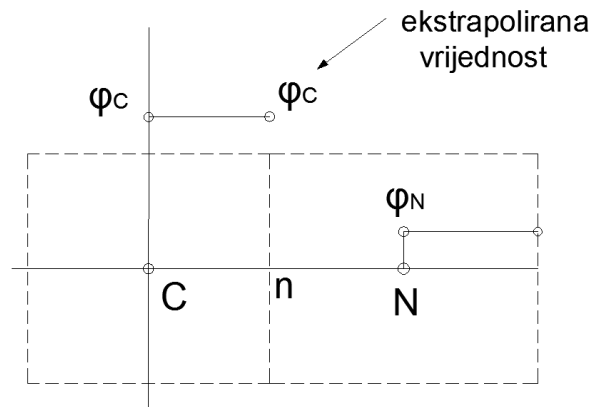 ekstrapolirana
vrijednost
φC
φC
φN
C
n
N